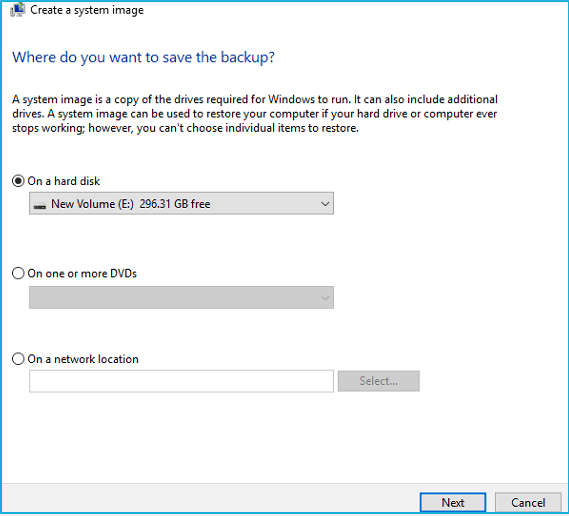 Create a system image
Where do you want to save the backup?
A system image is a copy of the drives required for Windows to run. It can also include additional
drives. A system image can be used to restore your computer if your hard drive or computer ever
stops working; however, you can't choose individual items to restore.
On a hard disk
New Volume (E:)  296.31 GB free
On one or more DVDs
On a network location
Select...
Next
Cancel